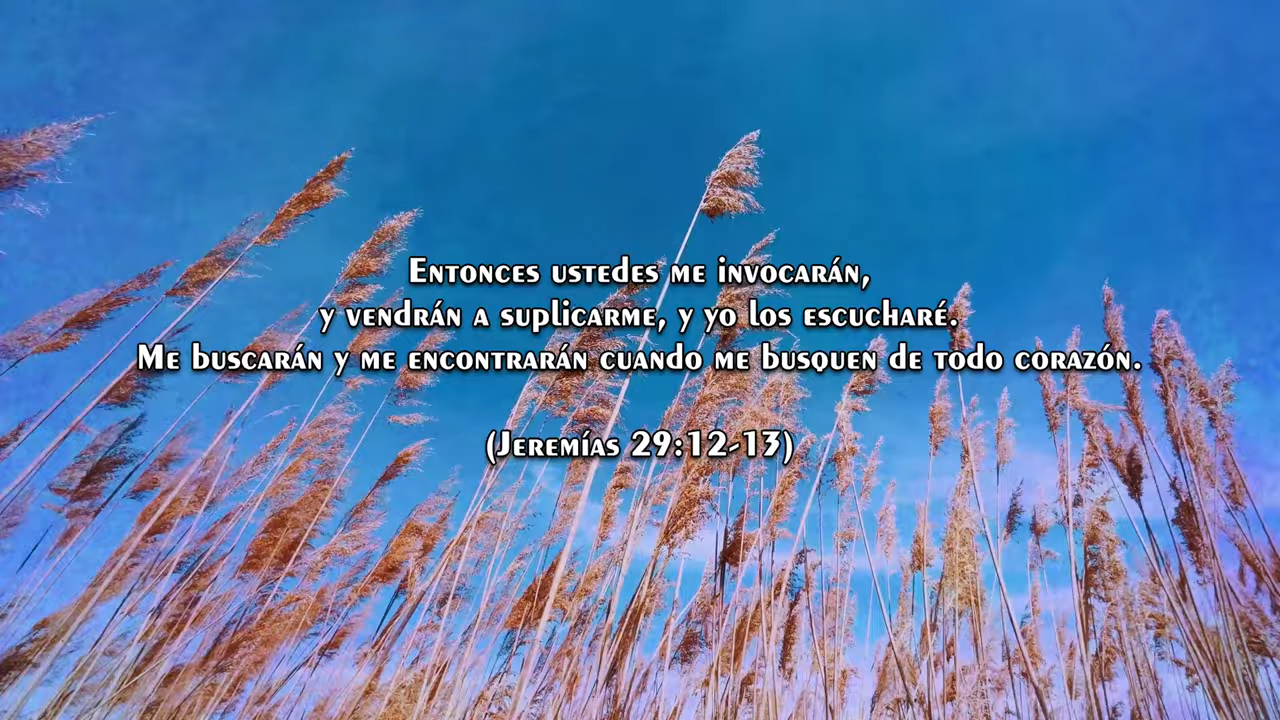 Entonces ustedes me invocarán,
y vendrán a suplicarme, y yo los escucharé.
Me buscarán y me encontrarán cuando me busquen de todo corazón.
(Jeremías 29:12-13)